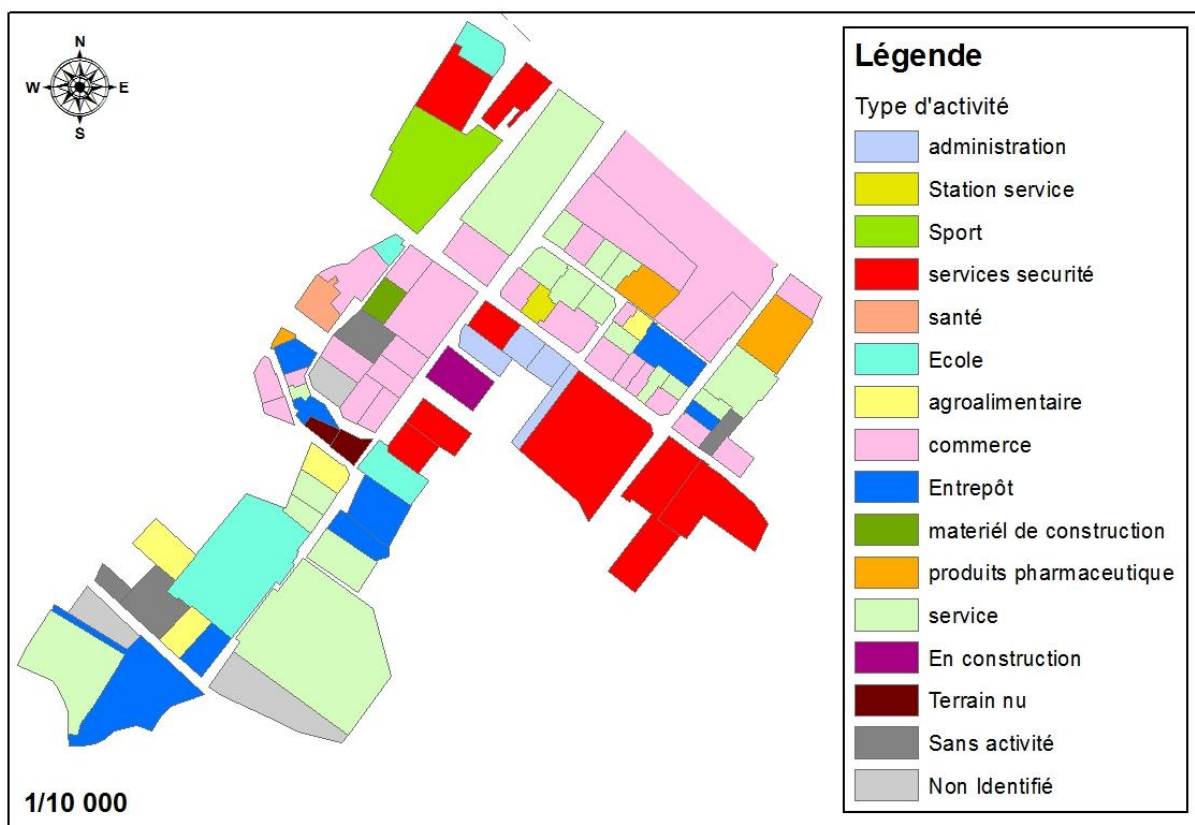 N
W E
S
Légende
Type d'activité
administration
Station service
Sport
services securité
santé
Ecole
agroalimentaire
commerce
Entrepôt
materiél de construction
produits pharmaceutique
service
En construction
Terrain nu
Sans activité
Non Identifié
1/10 000